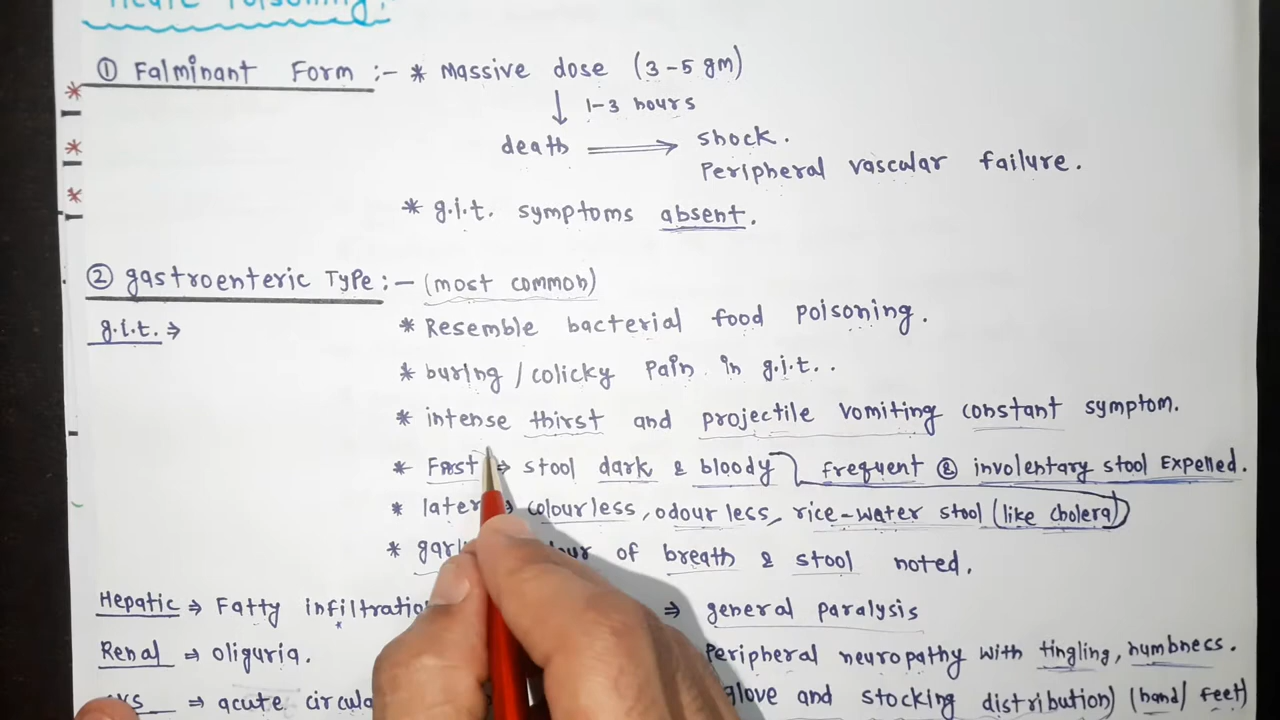 Acute Poisoning:
① Falminant Form :- * Massive dose (3-5 gm)
↓ 1-3 hours
death ⟹ shock.
Peripheral vascular failure.
* g.i.t. symptoms absent.
② gastroenteric Type :- (most common)
g.i.t. ⇒
* Resemble bacterial food poisoning.
* buring / colicky pain in g.i.t..
* intense thirst and projectile vomiting constant symptom.
* Fast ⇒ stool dark & bloody frequent @ involentary stool Expelled.
* later colourless, odour less, rice-water stool (like cholera)
* of breath & stool noted.
Hepatic ⇒ Fatty infiltration ⇒ general paralysis
Renal ⇒ oliguria. Peripheral neuropathy with tingling, numbness.
⇒ acute glove and stocking distribution) (hand/ feet)